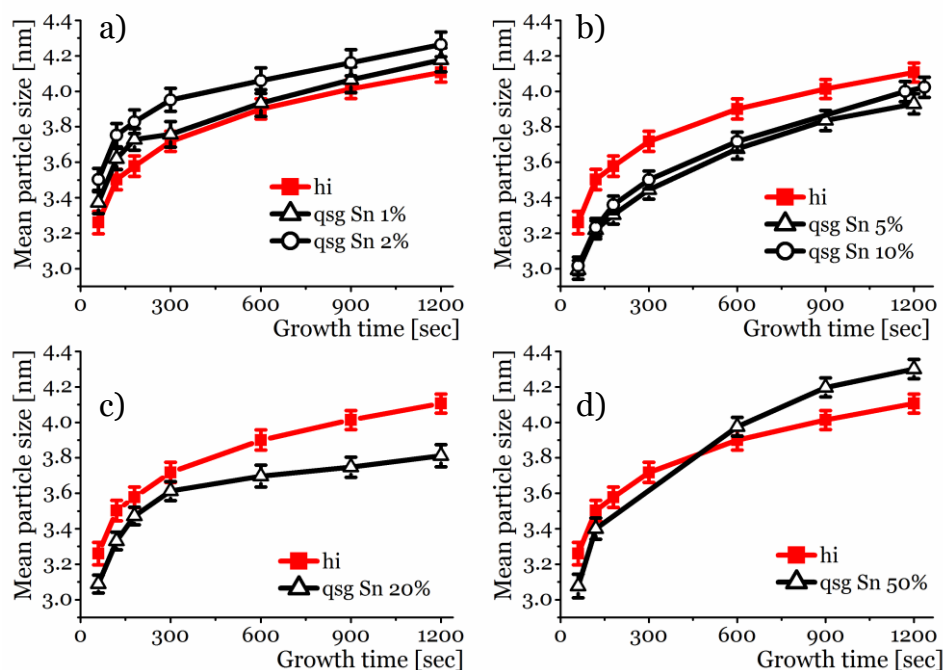 a)
Mean particle size [nm]
4.4
4.2
4.0
3.8
3.6
3.4
3.2
3.0
hi
qsg Sn 1%
qsg Sn 2%
0 300 600 900 1200
Growth time [sec]
b)
Mean particle size [nm]
4.4
4.2
4.0
3.8
3.6
3.4
3.2
3.0
hi
qsg Sn 5%
qsg Sn 10%
0 300 600 900 1200
Growth time [sec]
c)
Mean particle size [nm]
4.4
4.2
4.0
3.8
3.6
3.4
3.2
3.0
hi
qsg Sn 20%
0 300 600 900 1200
Growth time [sec]
d)
Mean particle size [nm]
4.4
4.2
4.0
3.8
3.6
3.4
3.2
3.0
hi
qsg Sn 50%
0 300 600 900 1200
Growth time [sec]